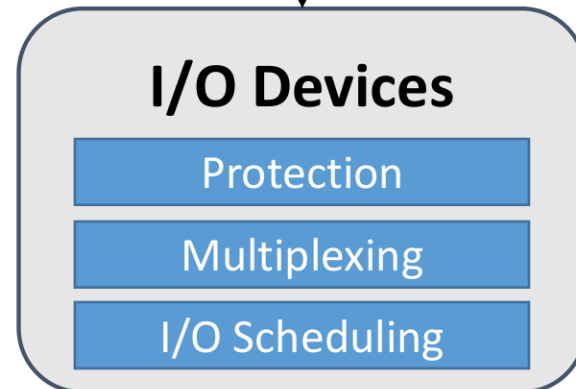 I/O Devices
Protection
Multiplexing
I/O Scheduling